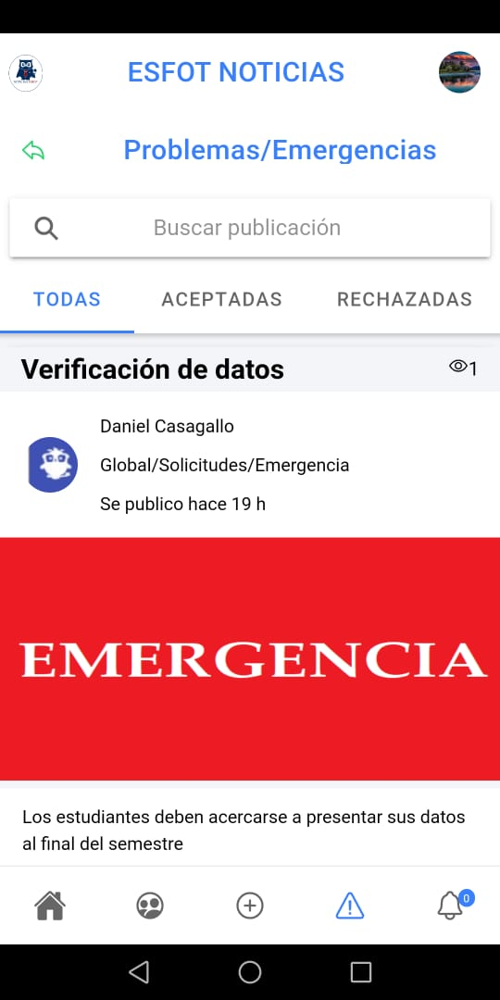 ESFOT NOTICIAS
Problemas/Emergencias
Buscar publicación
TODAS ACEPTADAS RECHAZADAS
Verificación de datos 1
Daniel Casagallo
Global/Solicitudes/Emergencia
Se publico hace 19 h
EMERGENCIA
Los estudiantes deben acercarse a presentar sus datos
al final del semestre
0